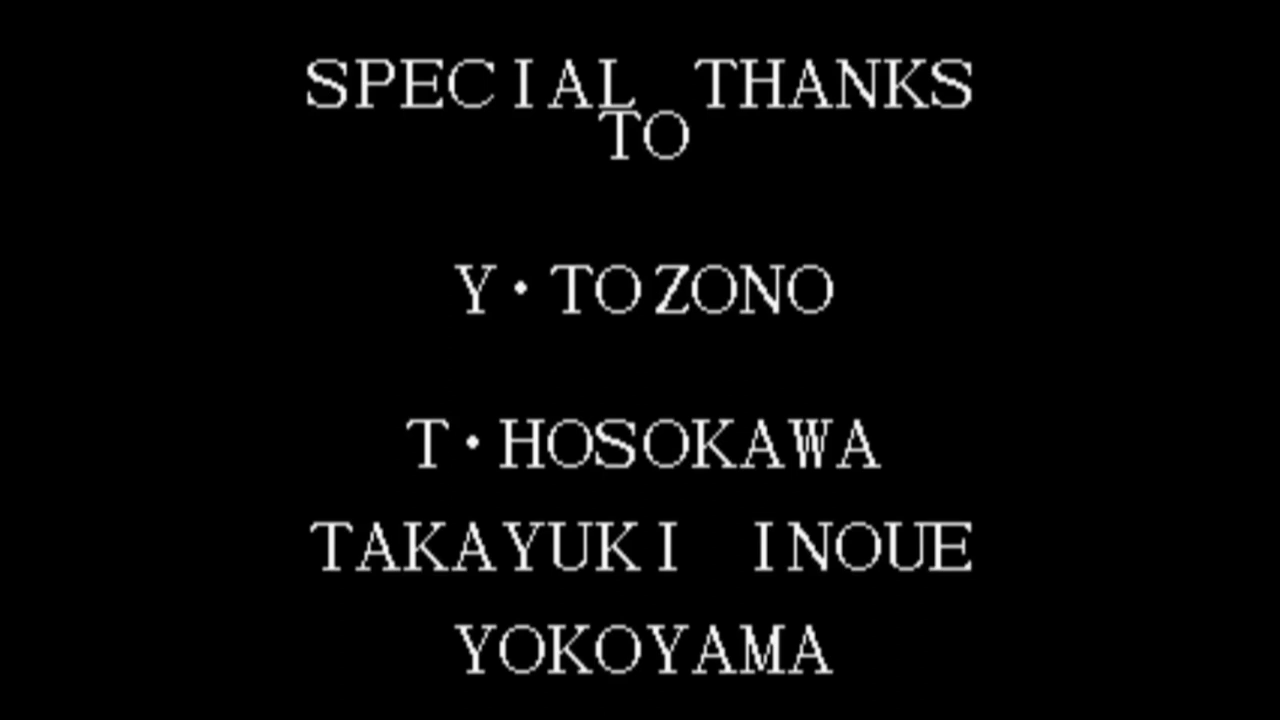 SPECIAL THANKS
TO
Y・TOZONO
T・HOSOKAWA
TAKAYUKI INOUE
YOKOYAMA